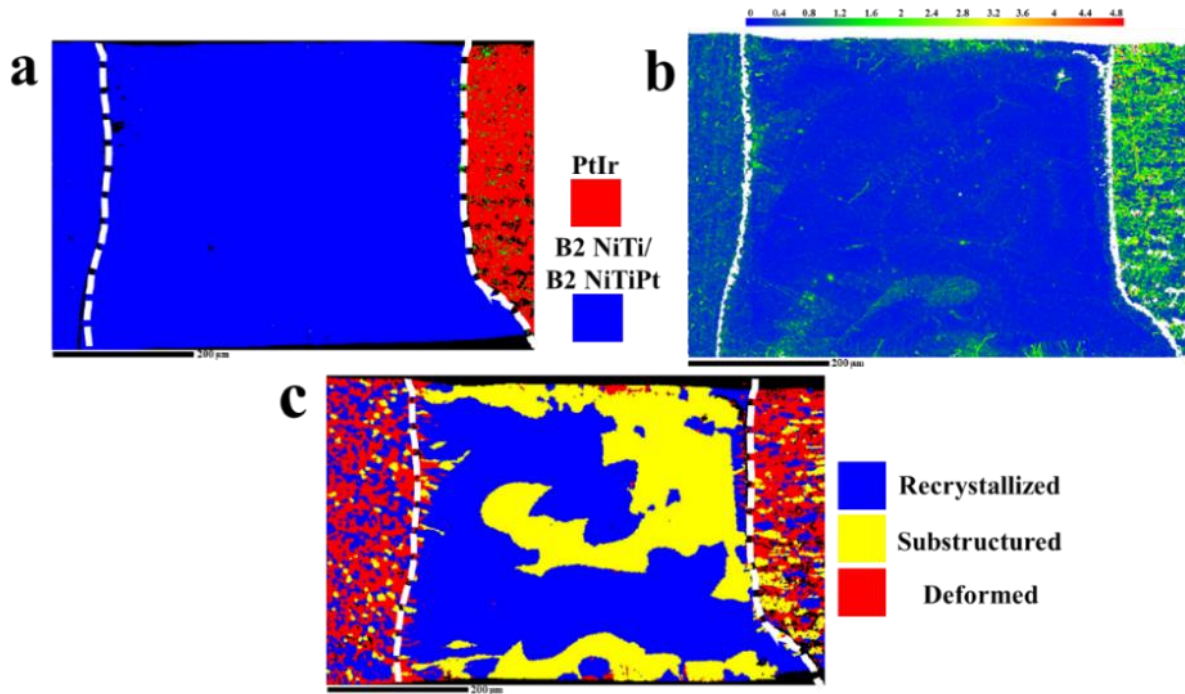 0 0.4 0.8 1.2 1.6 2 2.4 2.8 3.2 3.6 4 4.4 4.8
a
b
PtIr
B2 NiTi/
B2 NiTiPt
200 µm
200 µm
c
Recrystallized
Substructured
Deformed
200 µm